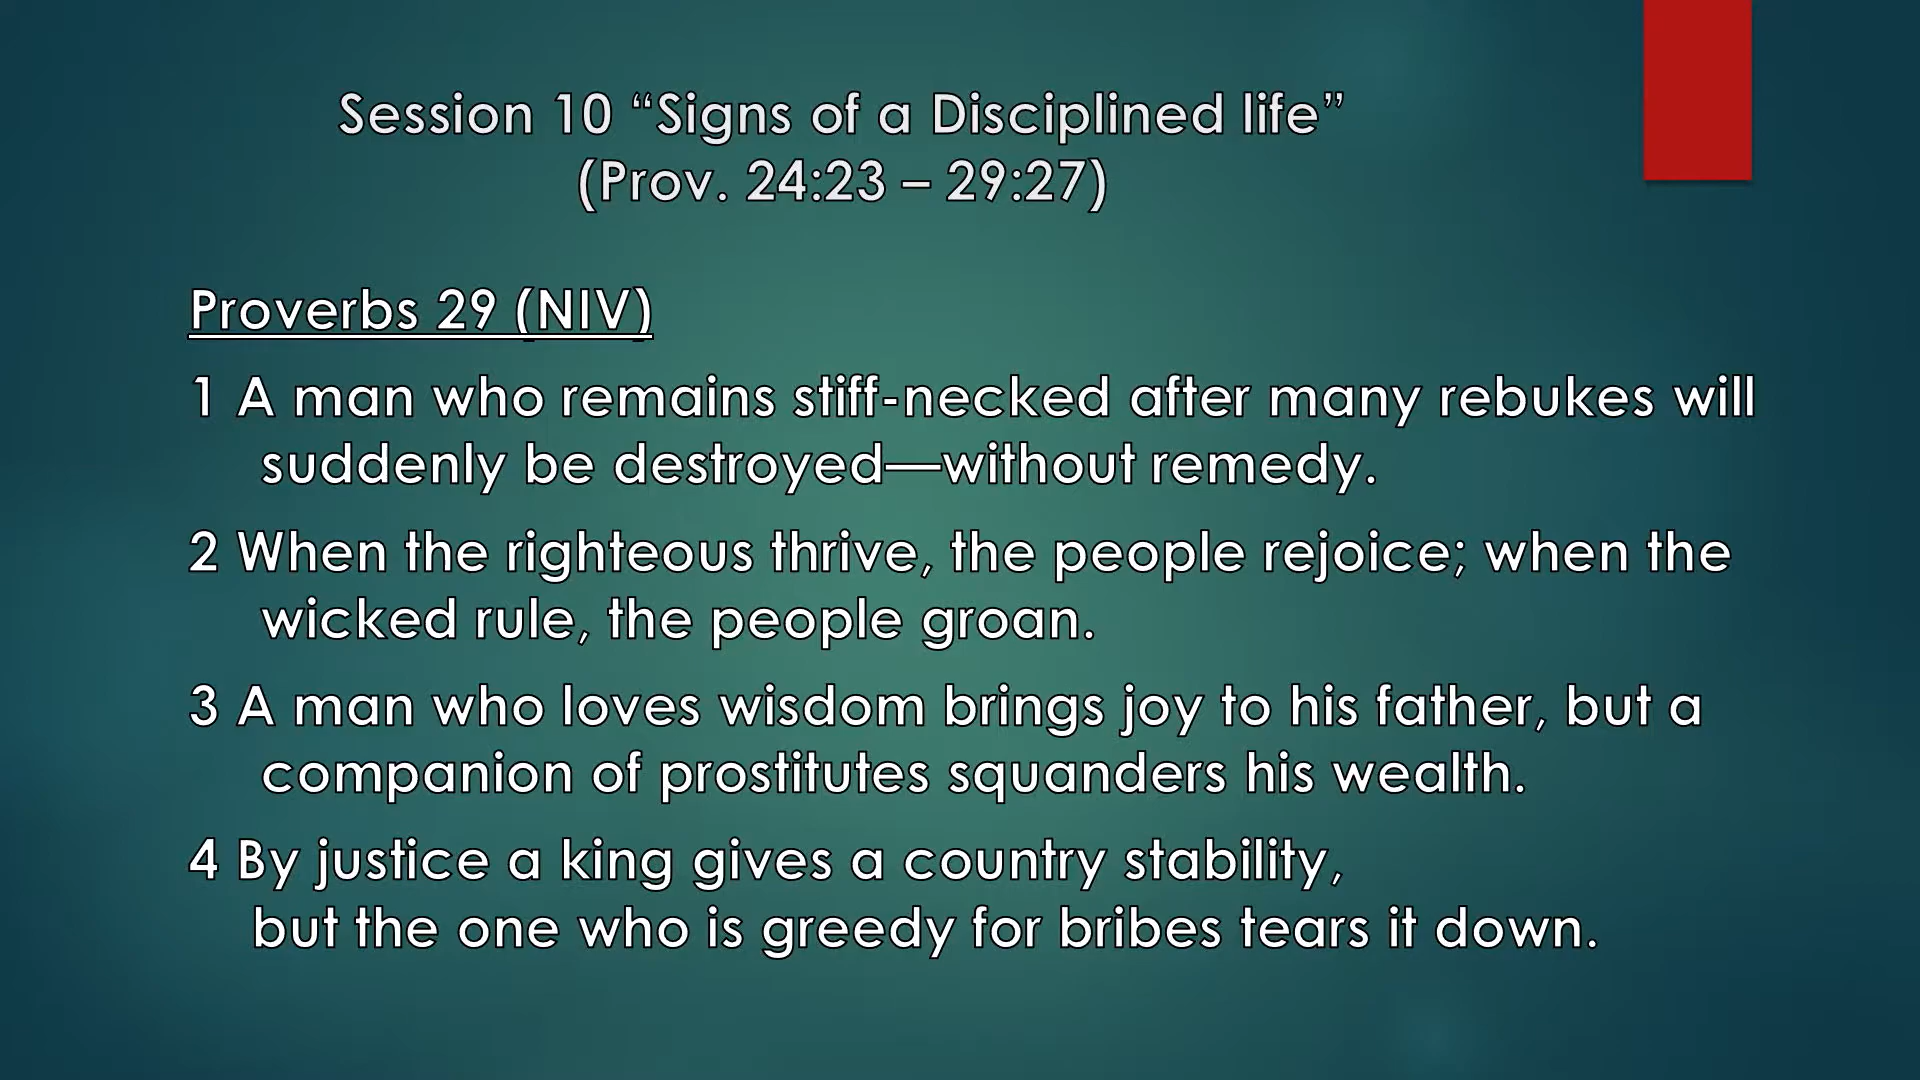 Session 10 “Signs of a Disciplined life”
(Prov. 24:23 – 29:27)
Proverbs 29 (NIV)
1 A man who remains stiff-necked after many rebukes will
suddenly be destroyed—without remedy.
2 When the righteous thrive, the people rejoice; when the
wicked rule, the people groan.
3 A man who loves wisdom brings joy to his father, but a
companion of prostitutes squanders his wealth.
4 By justice a king gives a country stability,
but the one who is greedy for bribes tears it down.